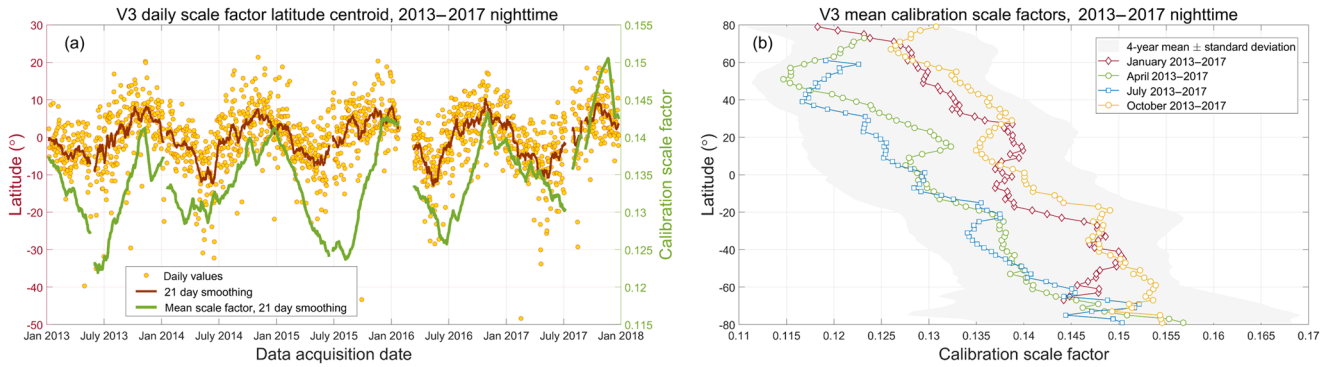 V3 daily scale factor latitude centroid, 2013−2017 nighttime
(a)
30
20
10
0
-10
-20
-30
-40
-50
Latitude (°)
0.155
0.15
0.145
0.14
0.135
0.13
0.125
0.12
0.115
Calibration scale factor
Daily values
21 day smoothing
Mean scale factor, 21 day smoothing
Jan 2013 July 2013 Jan 2014 July 2014 Jan 2015 July 2015 Jan 2016 July 2016 Jan 2017 July 2017 Jan 2018
Data acquisition date
V3 mean calibration scale factors, 2013−2017 nighttime
(b)
80
60
40
20
0
-20
-40
-60
-80
Latitude (°)
4-year mean ± standard deviation
January 2013−2017
April 2013−2017
July 2013−2017
October 2013−2017
0.11 0.115 0.12 0.125 0.13 0.135 0.14 0.145 0.15 0.155 0.16 0.165 0.17
Calibration scale factor